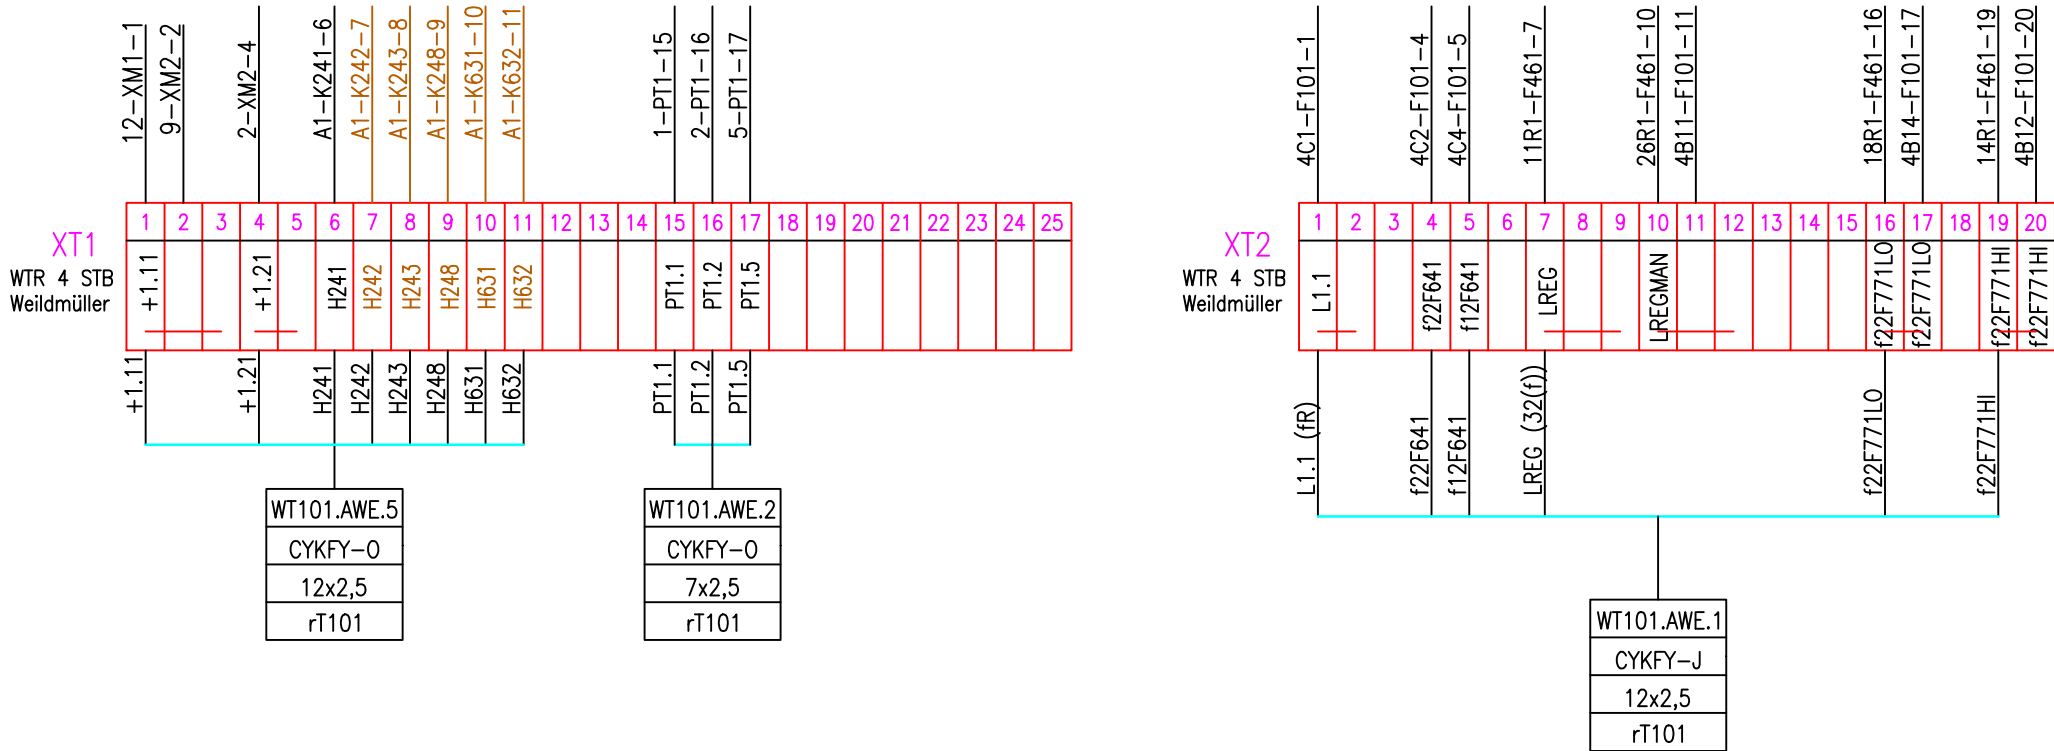 12-XM1-1
9-XM2-2
2-XM2-4
A1-K241-6
A1-K242-7
A1-K243-8
A1-K248-9
A1-K631-10
A1-K632-11
1-PT1-15
2-PT1-16
5-PT1-17
XT1
WTR 4 STB
Weildmüller
1 2 3 4 5 6 7 8 9 10 11 12 13 14 15 16 17 18 19 20 21 22 23 24 25
+1.11
+1.21
H241
H242
H243
H248
H631
H632
PT1.1
PT1.2
PT1.5
+1.11
+1.21
H241
H242
H243
H248
H631
H632
PT1.1
PT1.2
PT1.5
WT101.AWE.5
CYKFY-O
12x2,5
rT101
WT101.AWE.2
CYKFY-O
7x2,5
rT101
4C1-F101-1
4C2-F101-4
4C4-F101-5
11R1-F461-7
26R1-F461-10
4B11-F101-11
18R1-F461-16
4B14-F101-17
14R1-F461-19
4B12-F101-20
XT2
WTR 4 STB
Weildmüller
1 2 3 4 5 6 7 8 9 10 11 12 13 14 15 16 17 18 19 20
L1.1
f22F641
f12F641
LREG
LREGMAN
f22F771LO
f22F771LO
f22F771HI
f22F771HI
L1.1 (fR)
f22F641
f12F641
LREG (32(f))
f22F771LO
f22F771HI
WT101.AWE.1
CYKFY-J
12x2,5
rT101